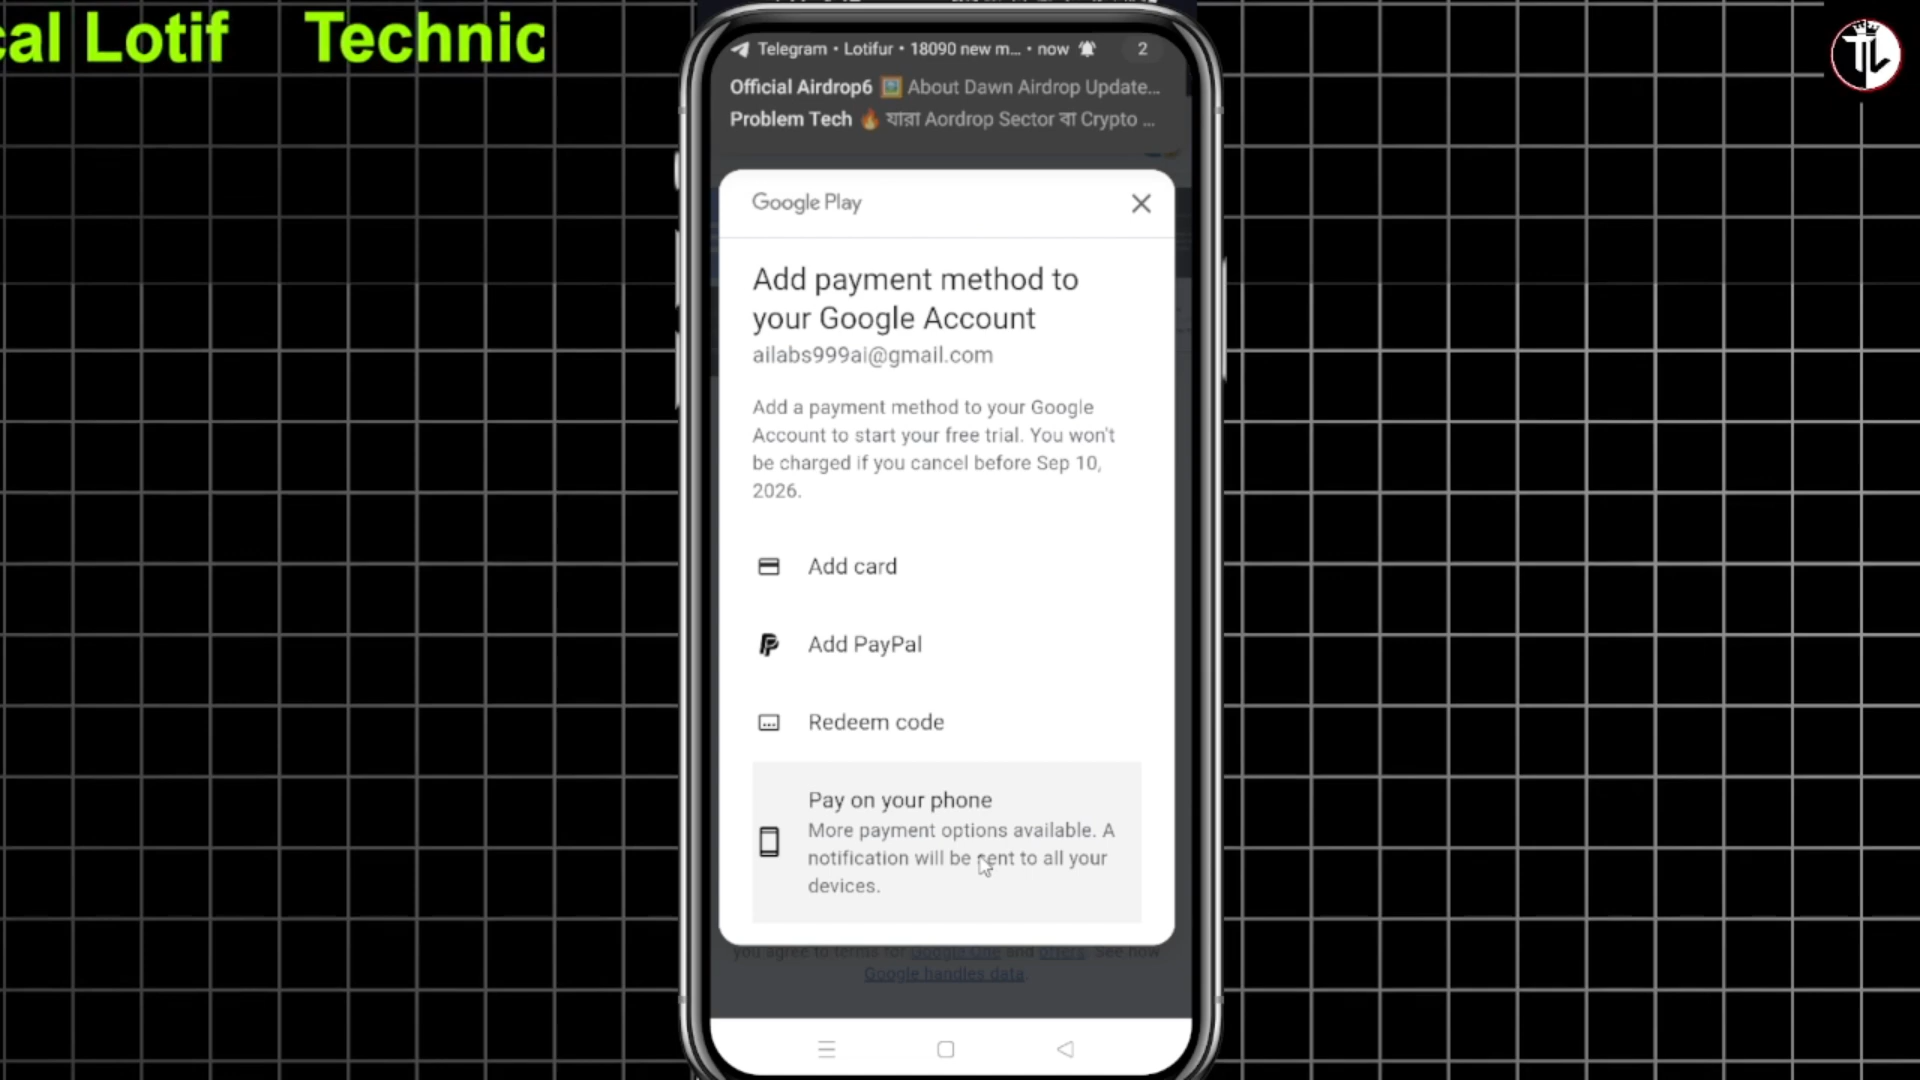 cal Lotif Technic
TL
Telegram • Lotifur • 18090 new m... • now 2
Official Airdrop6 🖼️ About Dawn Airdrop Update...
Problem Tech 🔥 যারা Aordrop Sector বা Crypto ...
Google Play
Add payment method to
your Google Account
ailabs999ai@gmail.com
Add a payment method to your Google
Account to start your free trial. You won't
be charged if you cancel before Sep 10,
2026.
Add card
Add PayPal
Redeem code
Pay on your phone
More payment options available. A
notification will be sent to all your
devices.
you agree to terms for Google One and offers. See how
Google handles data.